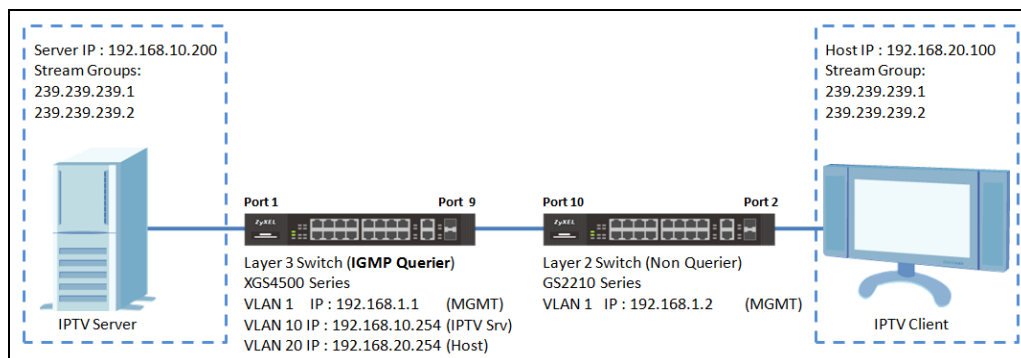 Server IP : 192.168.10.200
Stream Groups:
239.239.239.1
239.239.239.2
IPTV Server
Port 1
Port 9
ZyXEL
Layer 3 Switch (IGMP Querier)
XGS4500 Series
VLAN 1 IP : 192.168.1.1 (MGMT)
VLAN 10 IP : 192.168.10.254 (IPTV Srv)
VLAN 20 IP : 192.168.20.254 (Host)
Port 10
Port 2
ZyXEL
Layer 2 Switch (Non Querier)
GS2210 Series
VLAN 1 IP : 192.168.1.2 (MGMT)
Host IP : 192.168.20.100
Stream Group:
239.239.239.1
239.239.239.2
IPTV Client